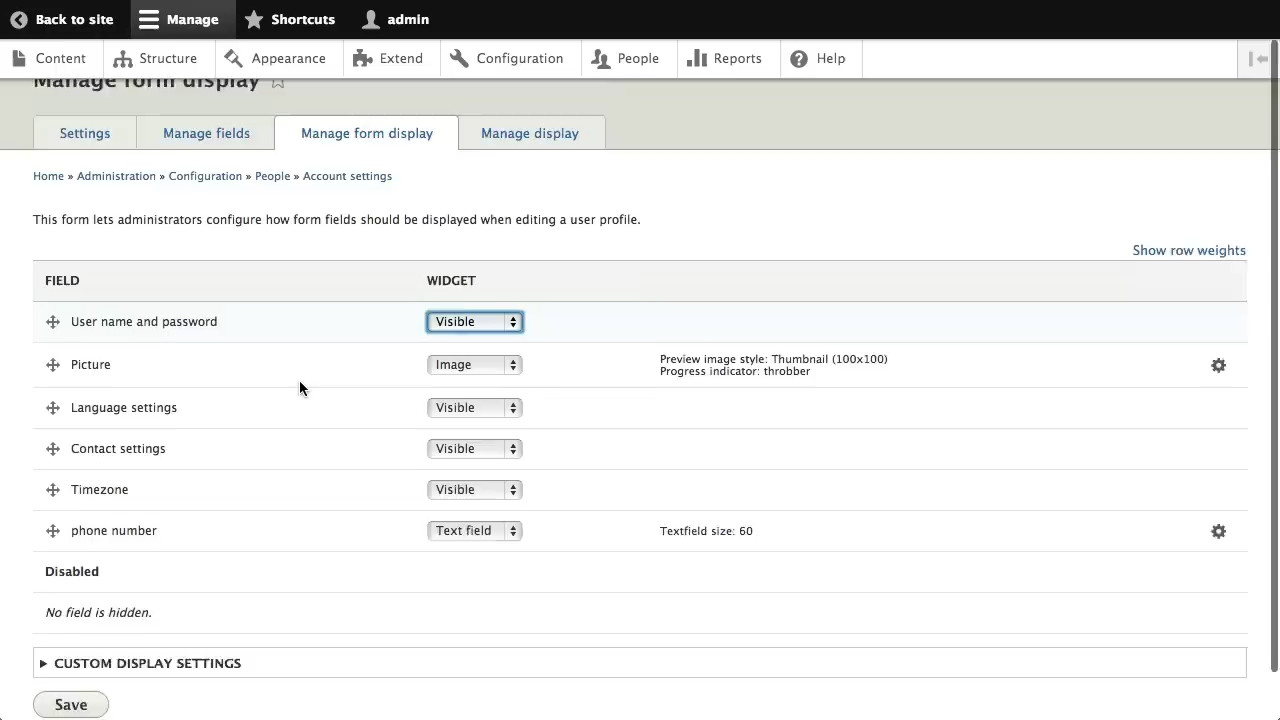 Back to site Manage Shortcuts admin
Content Structure Appearance Extend Configuration People Reports Help
Manage form display
Settings Manage fields Manage form display Manage display
Home » Administration » Configuration » People » Account settings
This form lets administrators configure how form fields should be displayed when editing a user profile.
Show row weights
FIELD WIDGET
User name and password Visible
Picture Image Preview image style: Thumbnail (100x100)
Progress indicator: throbber
Language settings Visible
Contact settings Visible
Timezone Visible
phone number Text field Textfield size: 60
Disabled
No field is hidden.
CUSTOM DISPLAY SETTINGS
Save